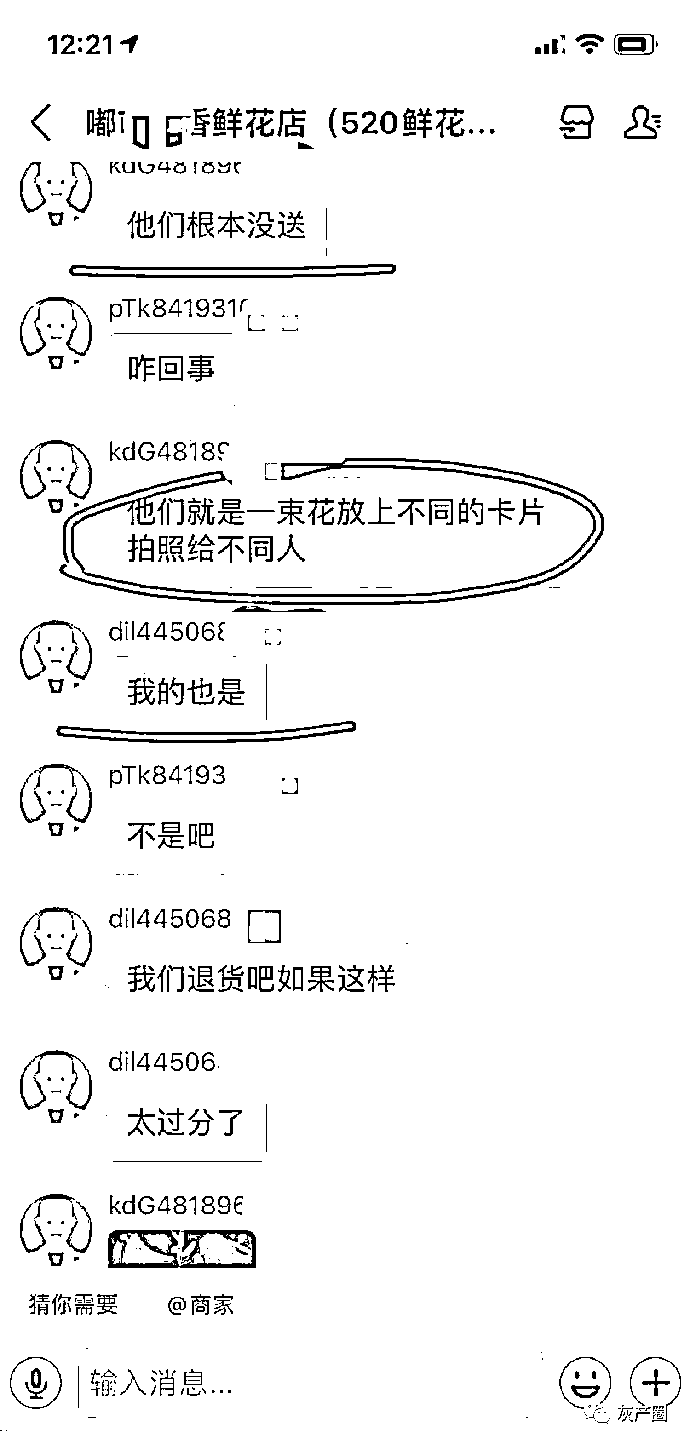 12:21
嘟 香鲜花店（520鲜花...
kdG481896
他们根本没送
pTk8419310
咋回事
kdG48189
他们就是一束花放上不同的卡片
拍照给不同人
dil445068
我的也是
pTk84193
不是吧
dil445068
我们退货吧如果这样
dil44506
太过分了
kdG481896
猜你需要 @商家
输入消息...
灰产圈